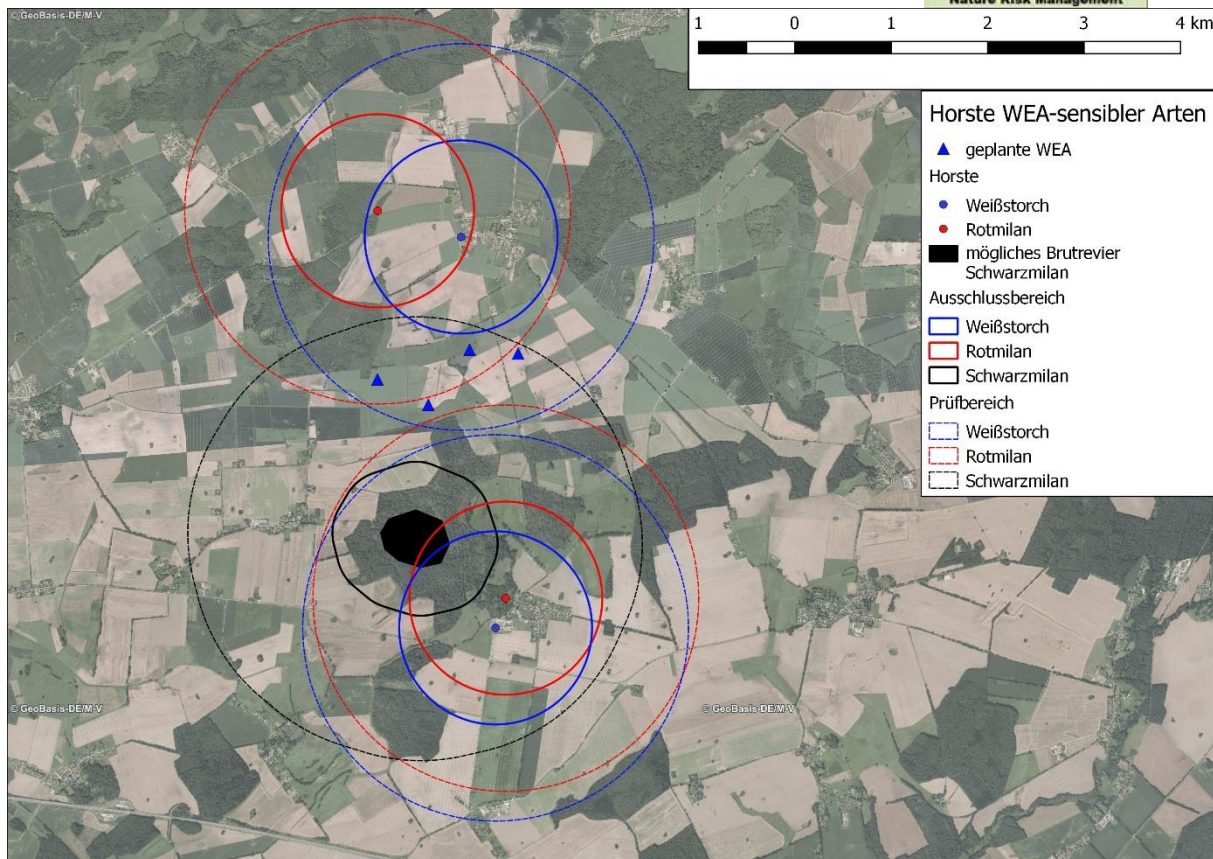 © GeoBasis-DE/M-V
Nature Risk Management
1 0 1 2 3 4 km
Horste WEA-sensibler Arten
geplante WEA
Horste
Weißstorch
Rotmilan
mögliches Brutrevier
Schwarzmilan
Ausschlussbereich
Weißstorch
Rotmilan
Schwarzmilan
Prüfbereich
Weißstorch
Rotmilan
Schwarzmilan
© GeoBasis-DE/M-V
© GeoBasis-DE/M-V